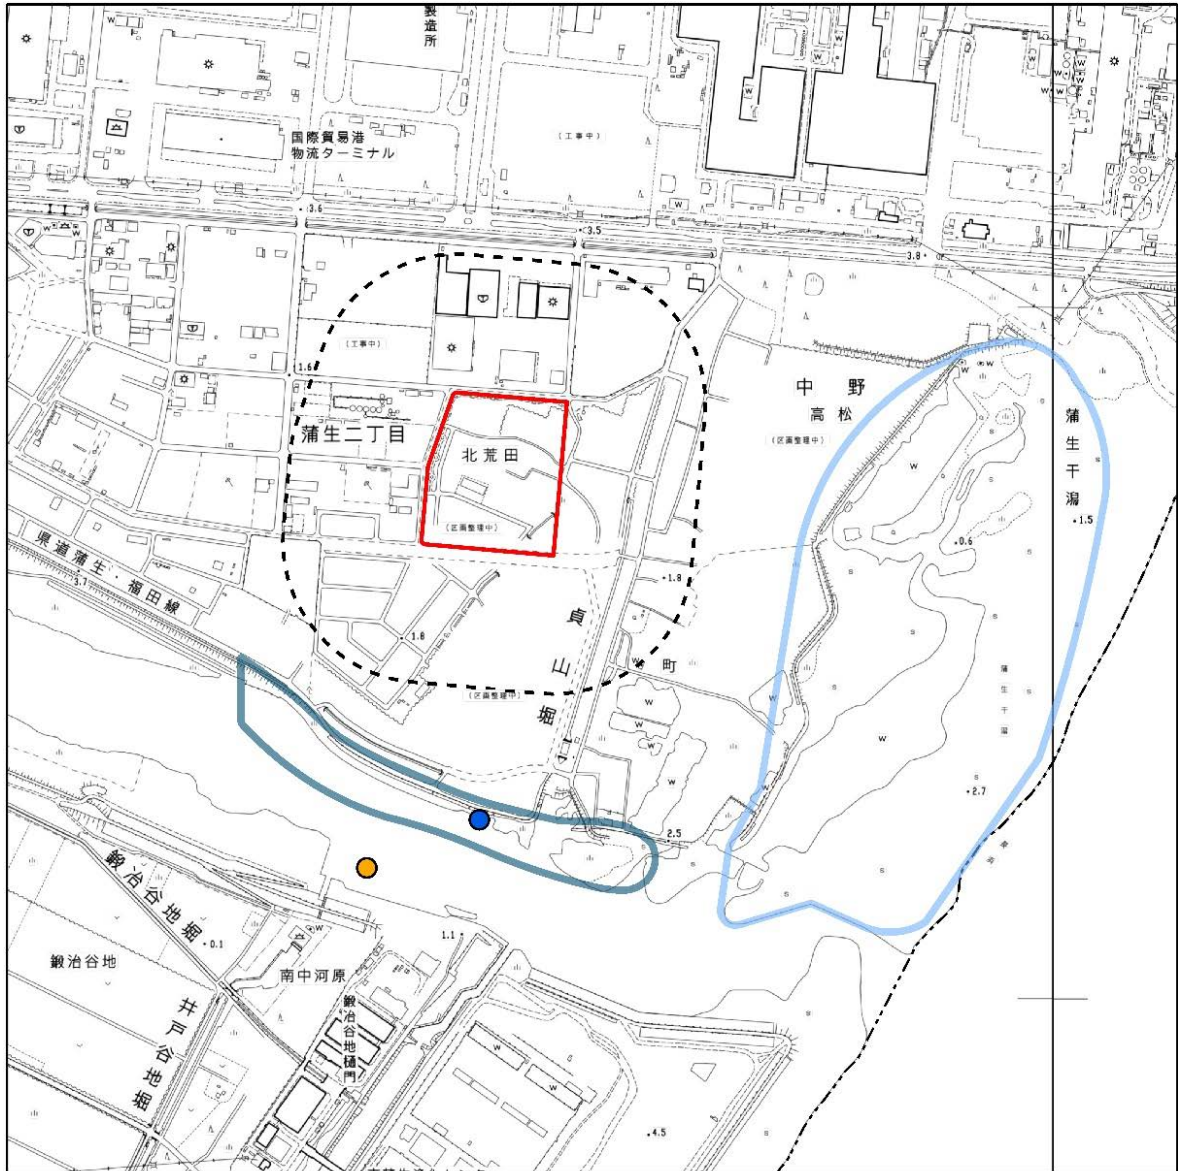 製造所
国際貿易港
物流ターミナル
(工事中)
3.6
3.5
3.8
(工事中)
1.6
蒲生二丁目
北荒田
(区画整理中)
中野
高松
(区画整理中)
蒲生干潟
1.5
0.6
県道蒲生・福田線
3.7
1.8
1.8
貞山堀
町
(区画整理中)
蒲生干潟
2.7
2.5
鍛冶谷地堀
0.1
1.1
鍛冶谷地
南中河原
鍛冶谷地樋門
井戸谷地堀
4.5